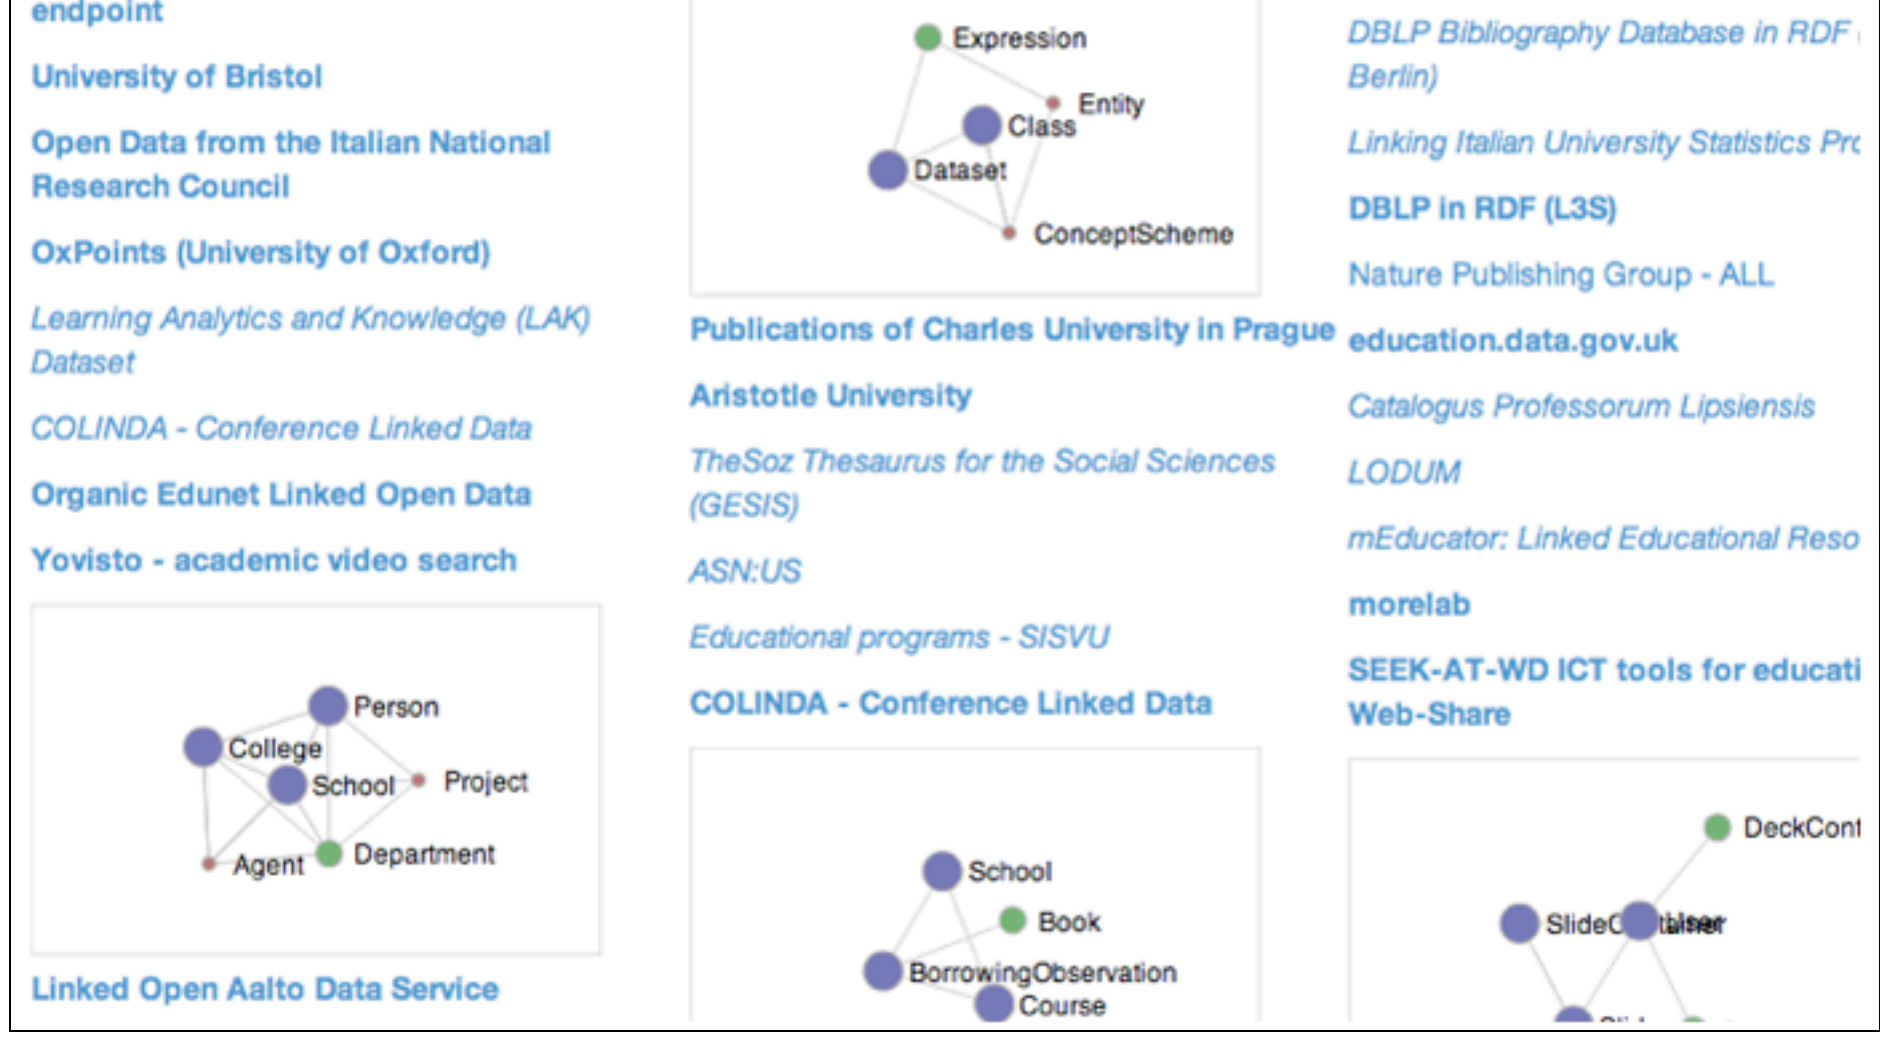 endpoint
University of Bristol
Open Data from the Italian National
Research Council
OxPoints (University of Oxford)
Learning Analytics and Knowledge (LAK)
Dataset
COLINDA - Conference Linked Data
Organic Edunet Linked Open Data
Yovisto - academic video search
Person
College
School
Project
Agent
Department
Linked Open Aalto Data Service
Expression
Entity
Class
Dataset
ConceptScheme
Publications of Charles University in Prague
Aristotle University
TheSoz Thesaurus for the Social Sciences
(GESIS)
ASN:US
Educational programs - SISVU
COLINDA - Conference Linked Data
School
Book
BorrowingObservation
Course
DBLP Bibliography Database in RDF (
Berlin)
Linking Italian University Statistics Pro
DBLP in RDF (L3S)
Nature Publishing Group - ALL
education.data.gov.uk
Catalogus Professorum Lipsiensis
LODUM
mEducator: Linked Educational Reso
morelab
SEEK-AT-WD ICT tools for educati
Web-Share
DeckCont